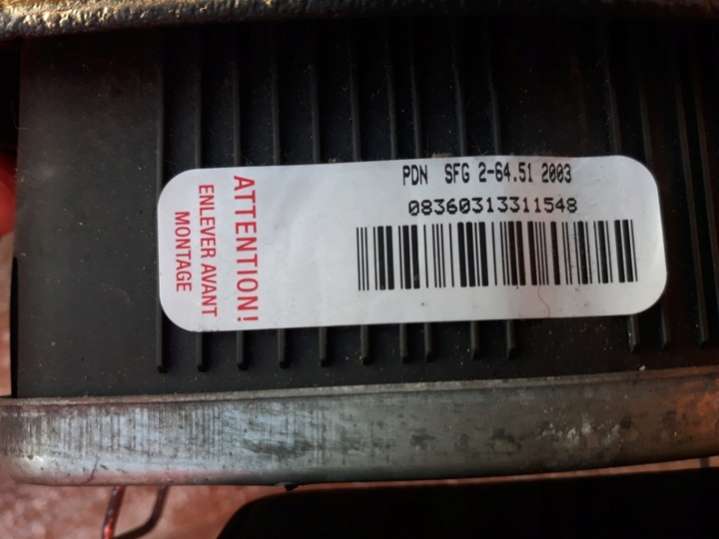 ATTENTION!
ENLEVER AVANT
MONTAGE
PDN SFG 2-64.51 2003
08360313311548